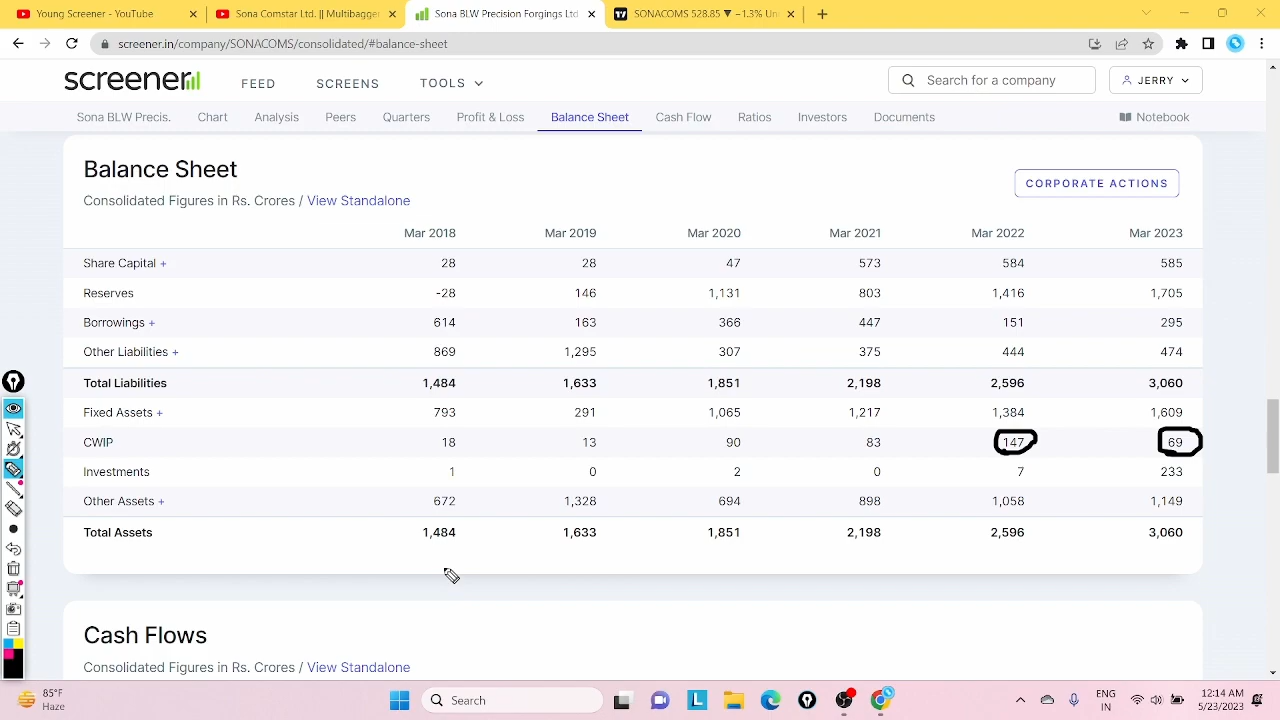 Young Serener - YouTube
Sona Comstar Ltd. || Multibagger
Sona BLW Precision Forgings Ltd
SONACOMS 528.85 ▼ −1.3% Un
screener.in/company/SONACOMS/consolidated/#balance-sheet
screener FEED SCREENS TOOLS Search for a company JERRY
Sona BLW Precis. Chart Analysis Peers Quarters Profit & Loss Balance Sheet Cash Flow Ratios Investors Documents Notebook
Balance Sheet
CORPORATE ACTIONS
Consolidated Figures in Rs. Crores / View Standalone
Mar 2018 Mar 2019 Mar 2020 Mar 2021 Mar 2022 Mar 2023
Share Capital + 28 28 47 573 584 585
Reserves -28 146 1,131 803 1,416 1,705
Borrowings + 614 163 366 447 151 295
Other Liabilities + 869 1,295 307 375 444 474
Total Liabilities 1,484 1,633 1,851 2,198 2,596 3,060
Fixed Assets + 793 291 1,065 1,217 1,384 1,609
CWIP 18 13 90 83 147 69
Investments 1 0 2 0 7 233
Other Assets + 672 1,328 694 898 1,058 1,149
Total Assets 1,484 1,633 1,851 2,198 2,596 3,060
Cash Flows
Consolidated Figures in Rs. Crores / View Standalone
85°F
Haze
Search
ENG
IN
12:14 AM
5/23/2023